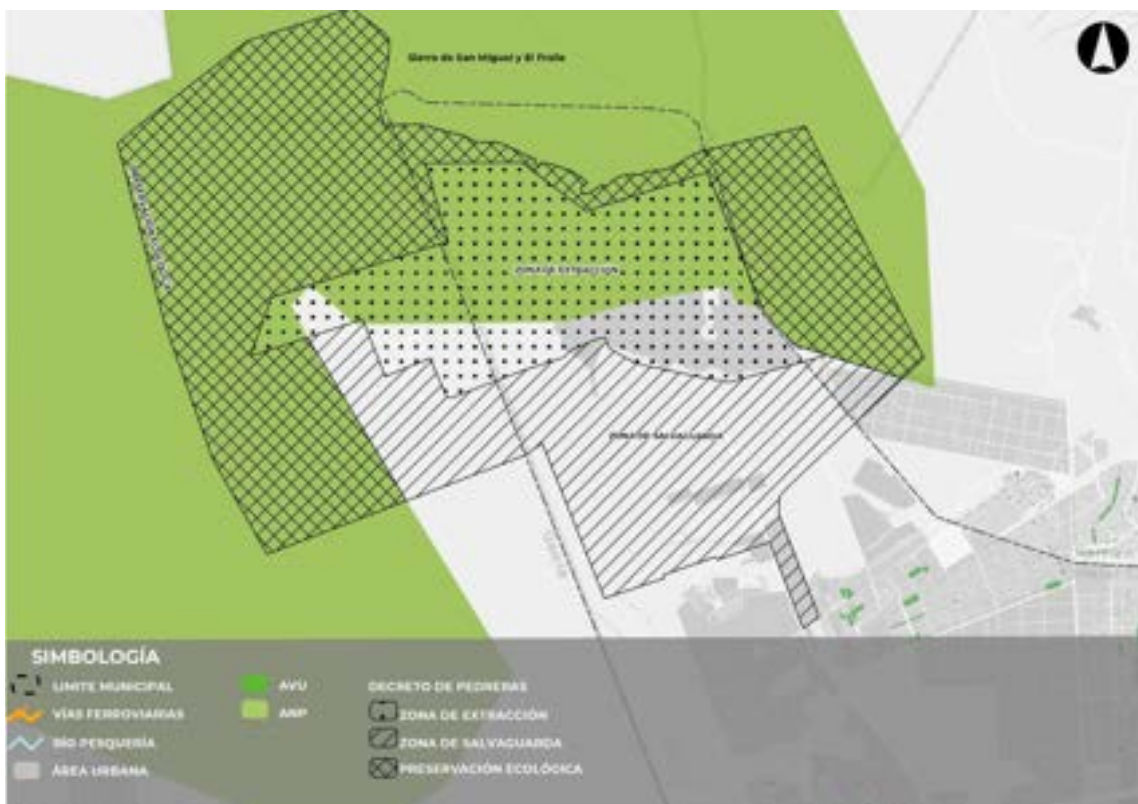 Sierra de San Miguel y El Fraile
ZONA DE EXTRACCIÓN
ZONA DE SALVAGUARDA
SIMBOLOGÍA
LIMITE MUNICIPAL
VÍAS FERROVIARIAS
RÍO PESQUERÍA
ÁREA URBANA
AVU
ANP
DECRETO DE PEDRERAS
ZONA DE EXTRACCIÓN
ZONA DE SALVAGUARDA
PRESERVACIÓN ECOLÓGICA